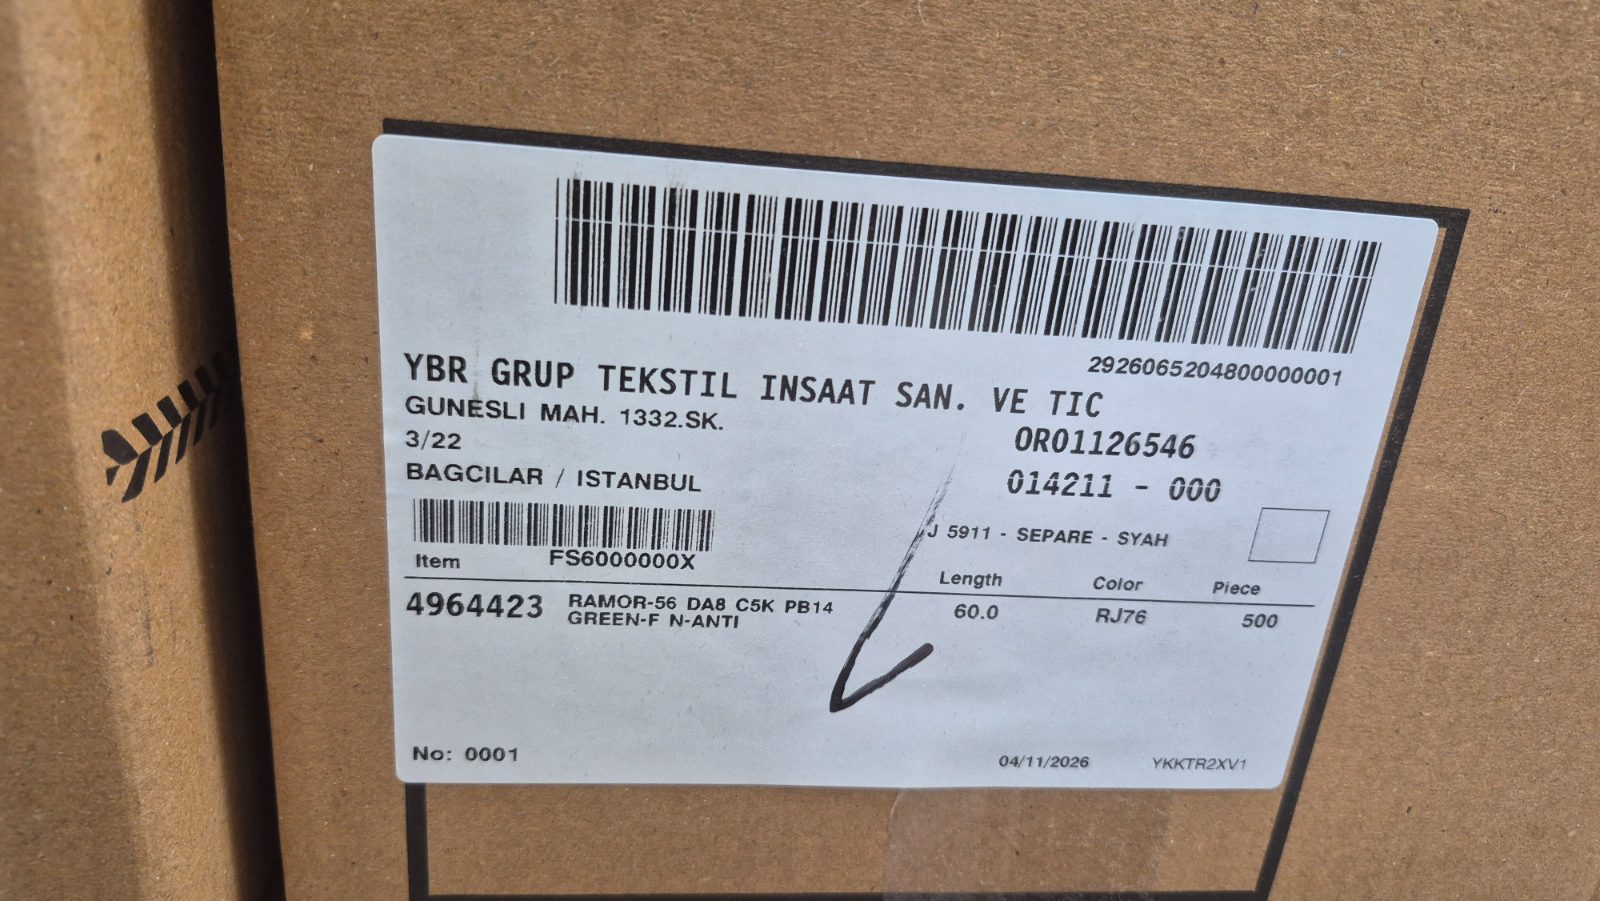 2926065204800000001
YBR GRUP TEKSTIL INSAAT SAN. VE TIC
GUNESLI MAH. 1332.SK.
3/22
BAGCILAR / ISTANBUL
OR01126546
014211 - 000
J 5911 - SEPARE - SYAH
FS6000000X
Item Length Color Piece
4964423 RAMOR-56 DA8 C5K PB14 60.0 RJ76 500
GREEN-F N-ANTI
No: 0001 04/11/2026 YKKTR2XV1